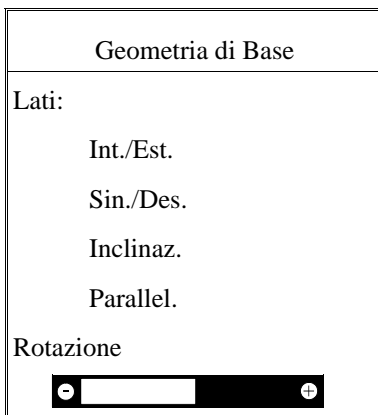 Geometria di Base
Lati:
Int./Est.
Sin./Des.
Inclinaz.
Parallel.
Rotazione
- +